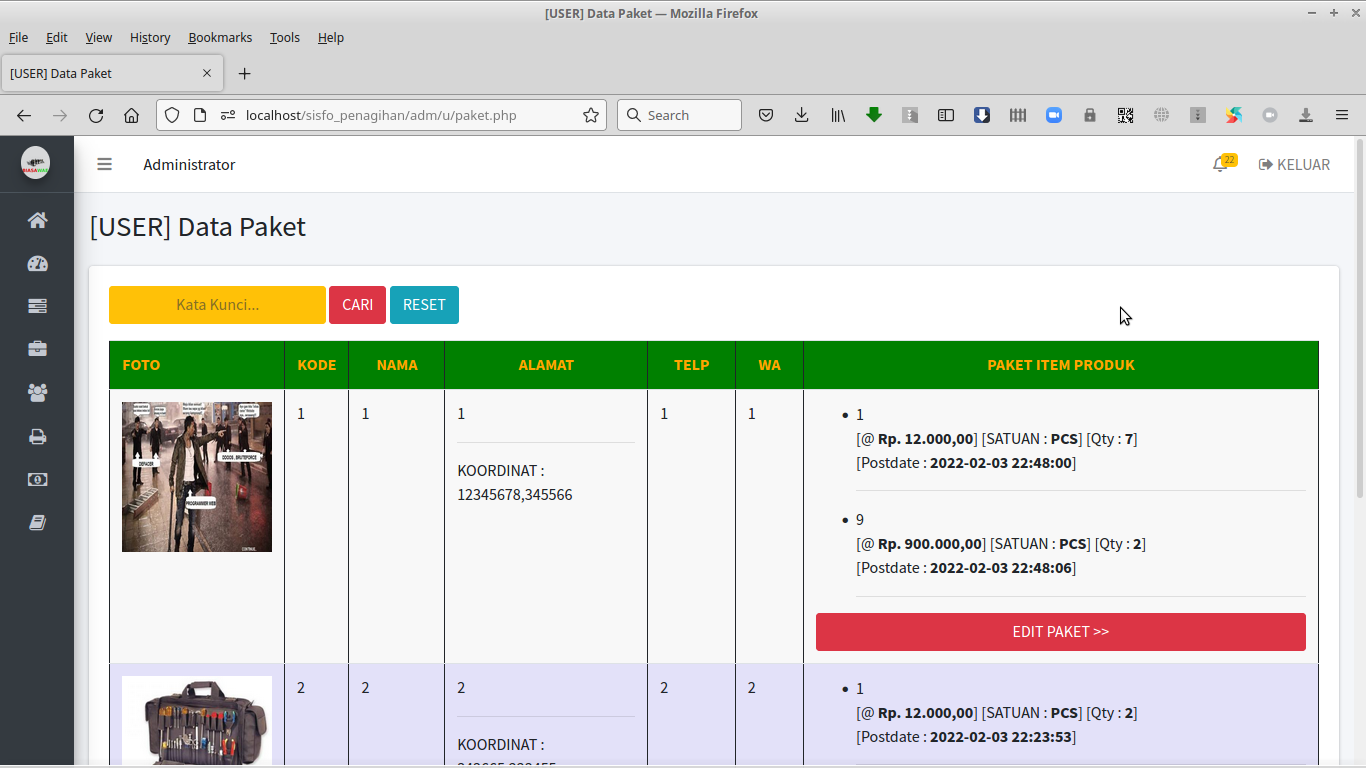 [USER] Data Paket — Mozilla Firefox
File Edit View History Bookmarks Tools Help
[USER] Data Paket
localhost/sisfo_penagihan/adm/u/paket.php
Search
Administrator
22
KELUAR
[USER] Data Paket
Kata Kunci...
CARI
RESET
FOTO KODE NAMA ALAMAT TELP WA PAKET ITEM PRODUK
1 1 1 1 1
KOORDINAT :
12345678,345566
DEFACER
DDOOS, BRUTEFORCE
PROGRAMMER WEB
1
[@ Rp. 12.000,00] [SATUAN : PCS] [Qty : 7]
[Postdate : 2022-02-03 22:48:00]
9
[@ Rp. 900.000,00] [SATUAN : PCS] [Qty : 2]
[Postdate : 2022-02-03 22:48:06]
EDIT PAKET >>
2 2 2 2 2
KOORDINAT :
1
[@ Rp. 12.000,00] [SATUAN : PCS] [Qty : 2]
[Postdate : 2022-02-03 22:23:53]